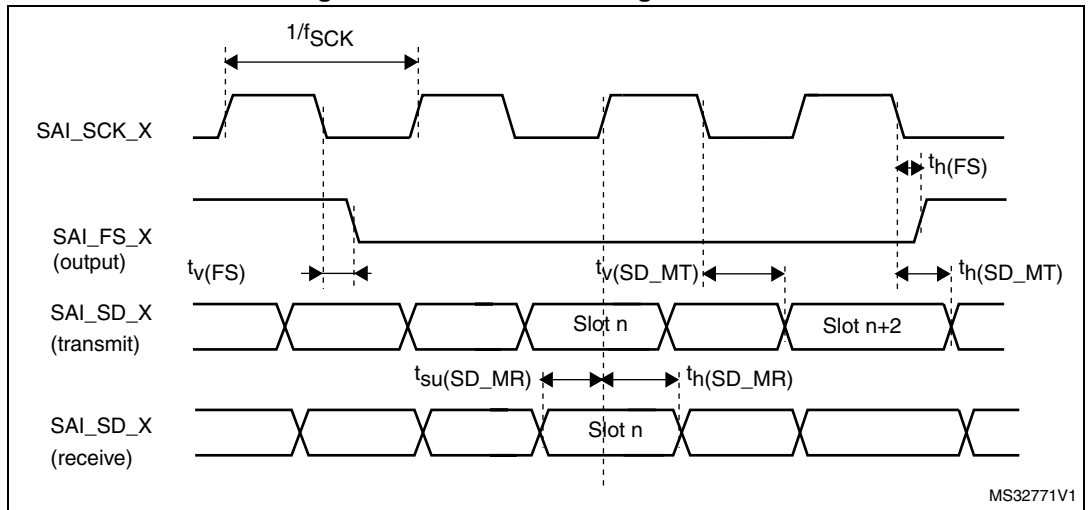 1/fSCK
SAI_SCK_X
th(FS)
SAI_FS_X
(output)
tv(FS)
tv(SD_MT)
th(SD_MT)
SAI_SD_X
(transmit)
Slot n
Slot n+2
tsu(SD_MR)
th(SD_MR)
SAI_SD_X
(receive)
Slot n
MS32771V1